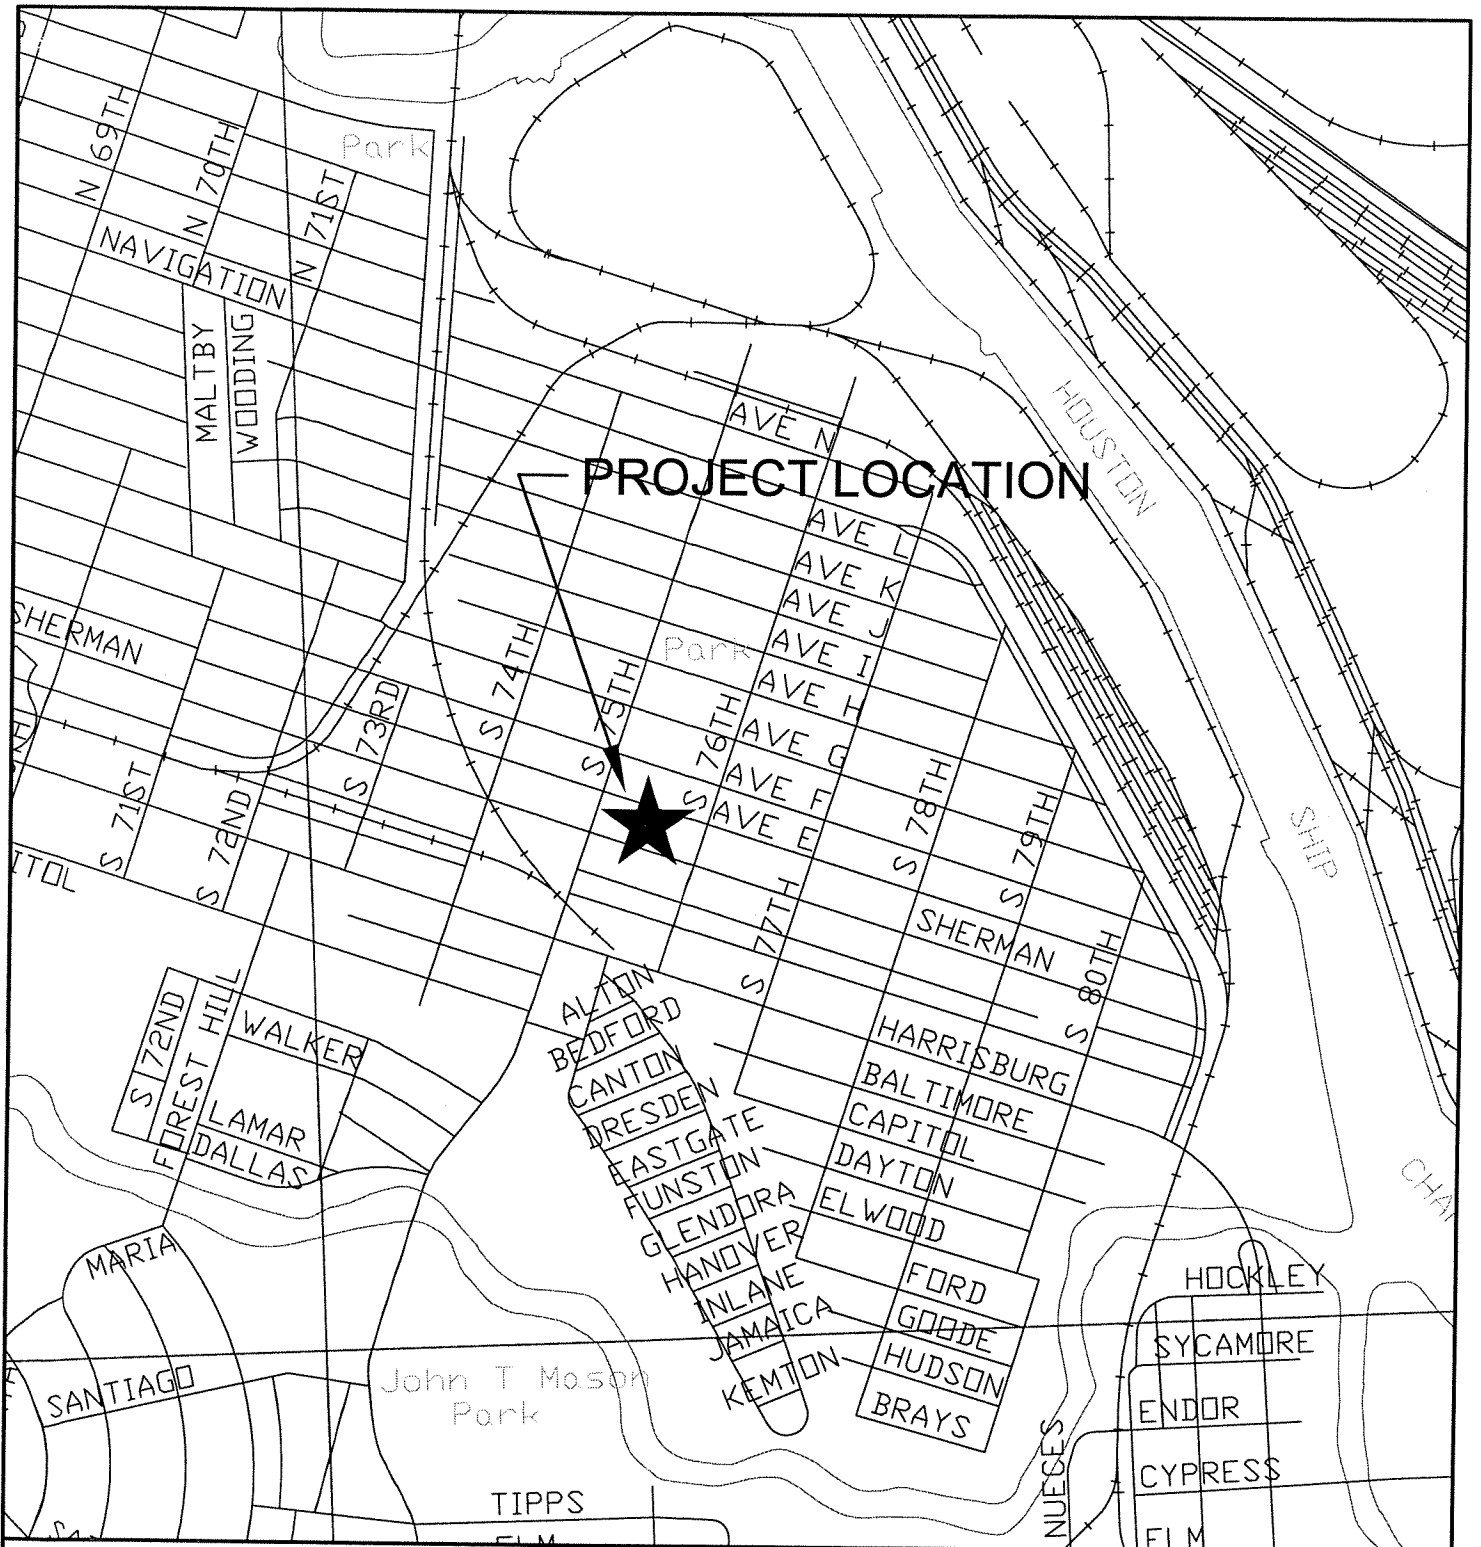 Park
N 69TH
N 70TH
N 71ST
NAVIGATION
MALTBY
WOODING
HOUSTON
AVE N
PROJECT LOCATION
AVE L
AVE K
AVE J
AVE I
AVE H
AVE G
AVE F
AVE E
Park
SHERMAN
S 71ST
S 72ND
S 73RD
S 74TH
S 75TH
S 76TH
S 77TH
S 78TH
S 79TH
S 80TH
SHIP
ITOL
SHERMAN
S 72ND
FOREST HILL
WALKER
LAMAR
DALLAS
ALTON
BEDFORD
CANTON
DRESDEN
EASTGATE
FUNSTON
GLENDORA
HANOVER
INLANE
JAMAICA
KEMTON
HARRISBURG
BALTIMORE
CAPITOL
DAYTON
ELWOOD
FORD
GOODE
HUDSON
BRAYS
CHA
MARIA
SANTIAGO
John T Mason
Park
HOCKLEY
SYCAMORE
ENDOR
CYPRESS
ELM
NUECES
TIPPS
ELM